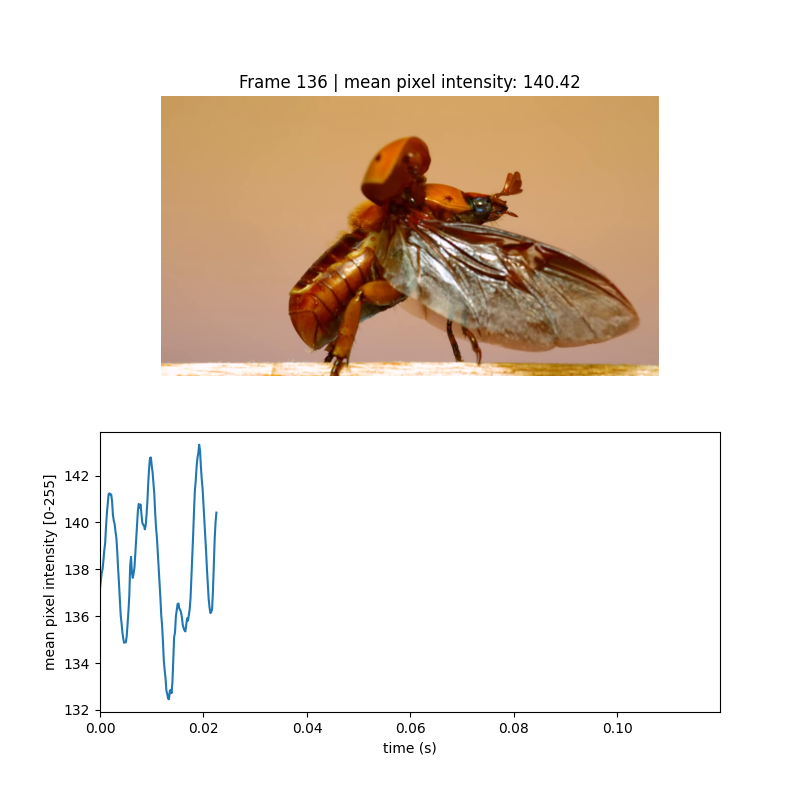 Frame 136 | mean pixel intensity: 140.42
mean pixel intensity [0-255]
142
140
138
136
134
132
0.00 0.02 0.04 0.06 0.08 0.10
time (s)